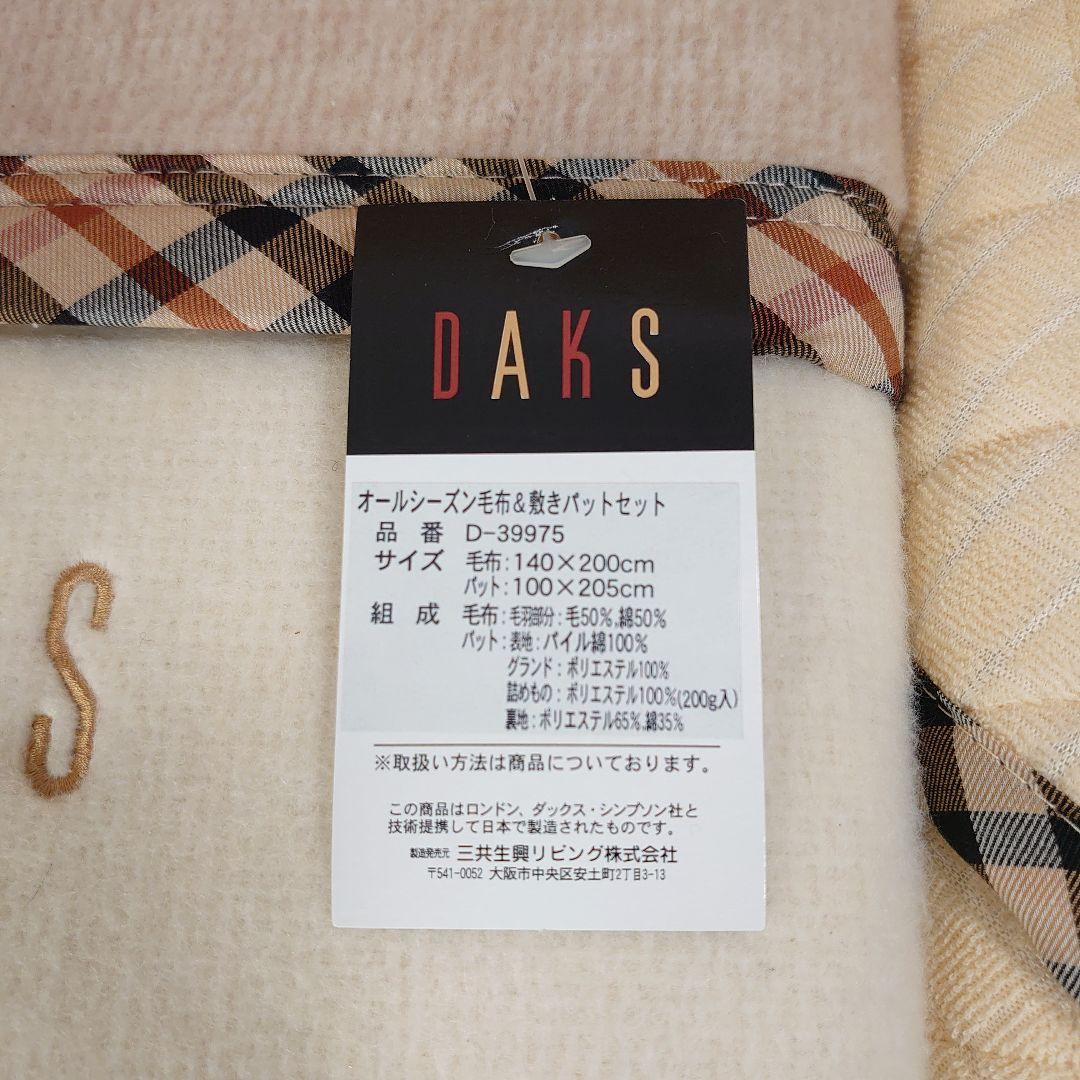 DAKS
オールシーズン毛布&敷きパットセット
品 番 D-39975
サイズ 毛布:140×200cm
パット:100×205cm
組 成 毛布:毛羽部分:毛50%,綿50%
パット:表地:パイル綿100%
グランド:ポリエステル100%
詰めもの:ポリエステル100%(200g入)
裏地:ポリエステル65%,綿35%
※取扱い方法は商品についております。
この商品はロンドン、ダックス・シンプソン社と
技術提携して日本で製造されたものです。
製造発売元 三共生興リビング株式会社
〒541-0052 大阪市中央区安土町2丁目3-13
S